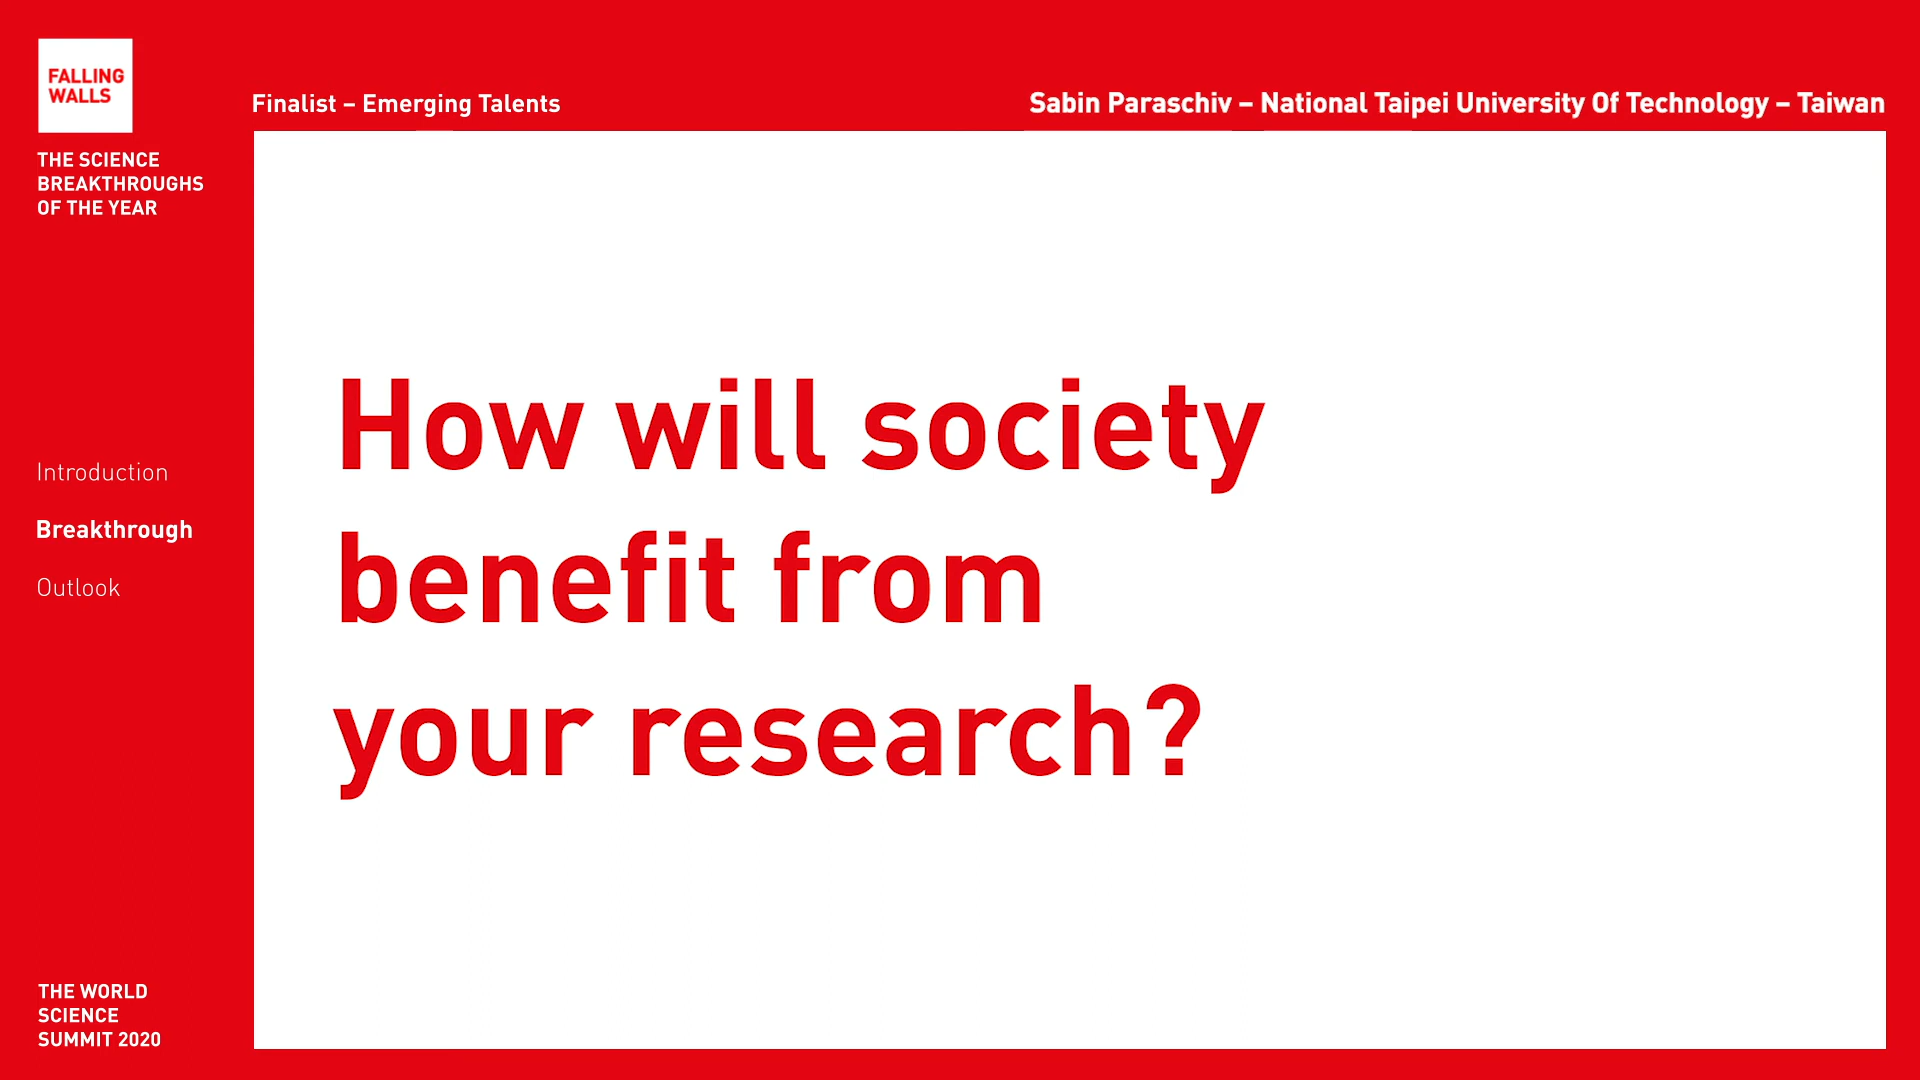 FALLING
WALLS
THE SCIENCE
BREAKTHROUGHS
OF THE YEAR
Finalist – Emerging Talents
Sabin Paraschiv – National Taipei University Of Technology – Taiwan
How will society
benefit from
your research?
Introduction
Breakthrough
Outlook
THE WORLD
SCIENCE
SUMMIT 2020